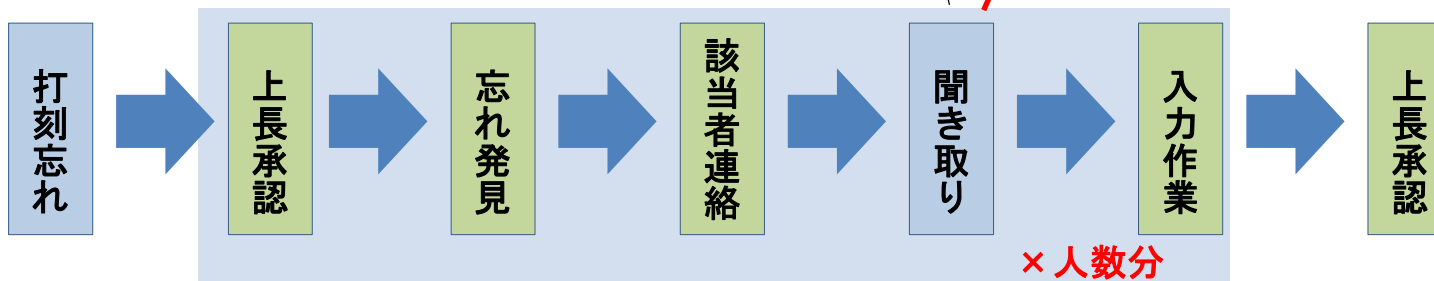 打刻忘れ
上長承認
忘れ発見
該当者連絡
聞き取り
入力作業
上長承認
×人数分